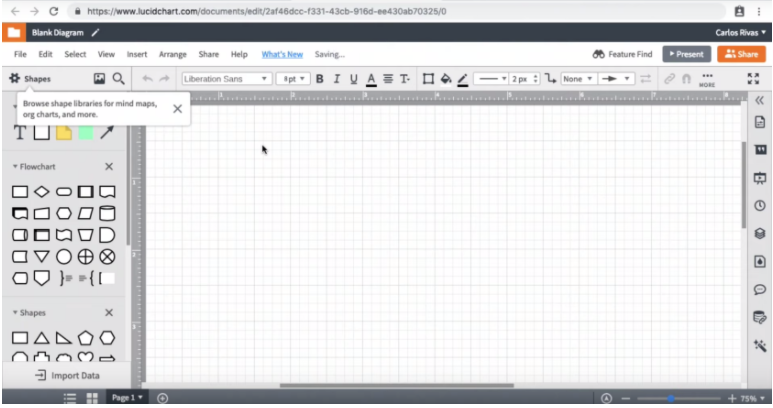 https://www.lucidchart.com/documents/edit/2af46dcc-f331-43cb-916d-ee430ab70325/0
Blank Diagram
Carlos Rivas ▾
File Edit Select View Insert Arrange Share Help What's New Saving...
Feature Find
Present
Share
Shapes
Liberation Sans
8pt
B I U A T
2 px
None
MORE
Browse shape libraries for mind maps,
org charts, and more.
T
Flowchart
Shapes
Import Data
Page 1
75%